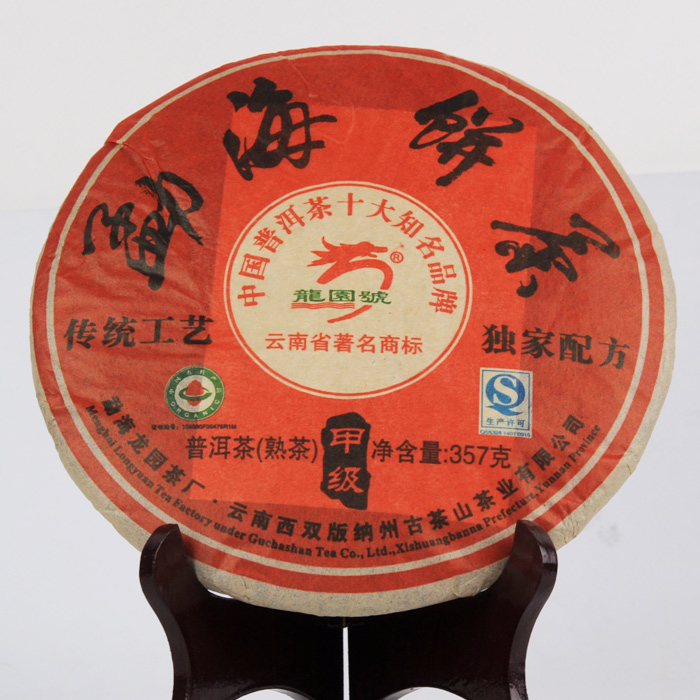 勐海餅茶
中国普洱茶十大知名品牌
®
龍園號
云南省著名商标
传统工艺
独家配方
ORGANIC
生产许可
普洱茶(熟茶)
甲级
净含量:357克
勐海龙园茶厂·云南西双版纳州古茶山茶业有限公司
Menghai Longyuan Tea Factory under Guchashan Tea Co., Ltd., Xishuangbanna Prefecture, Yunnan Province